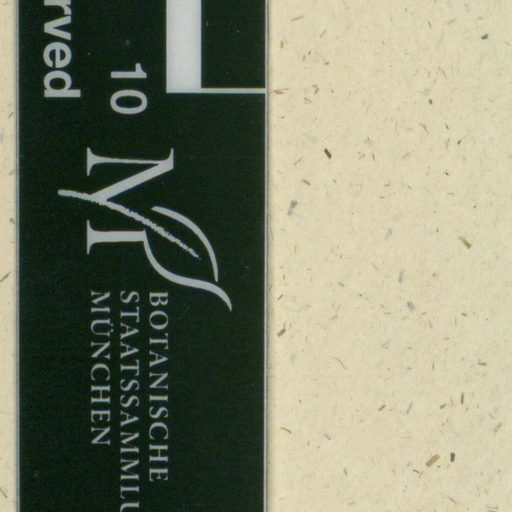 rved
10
BOTANISCHE
STAATSSAMMLU
MÜNCHEN